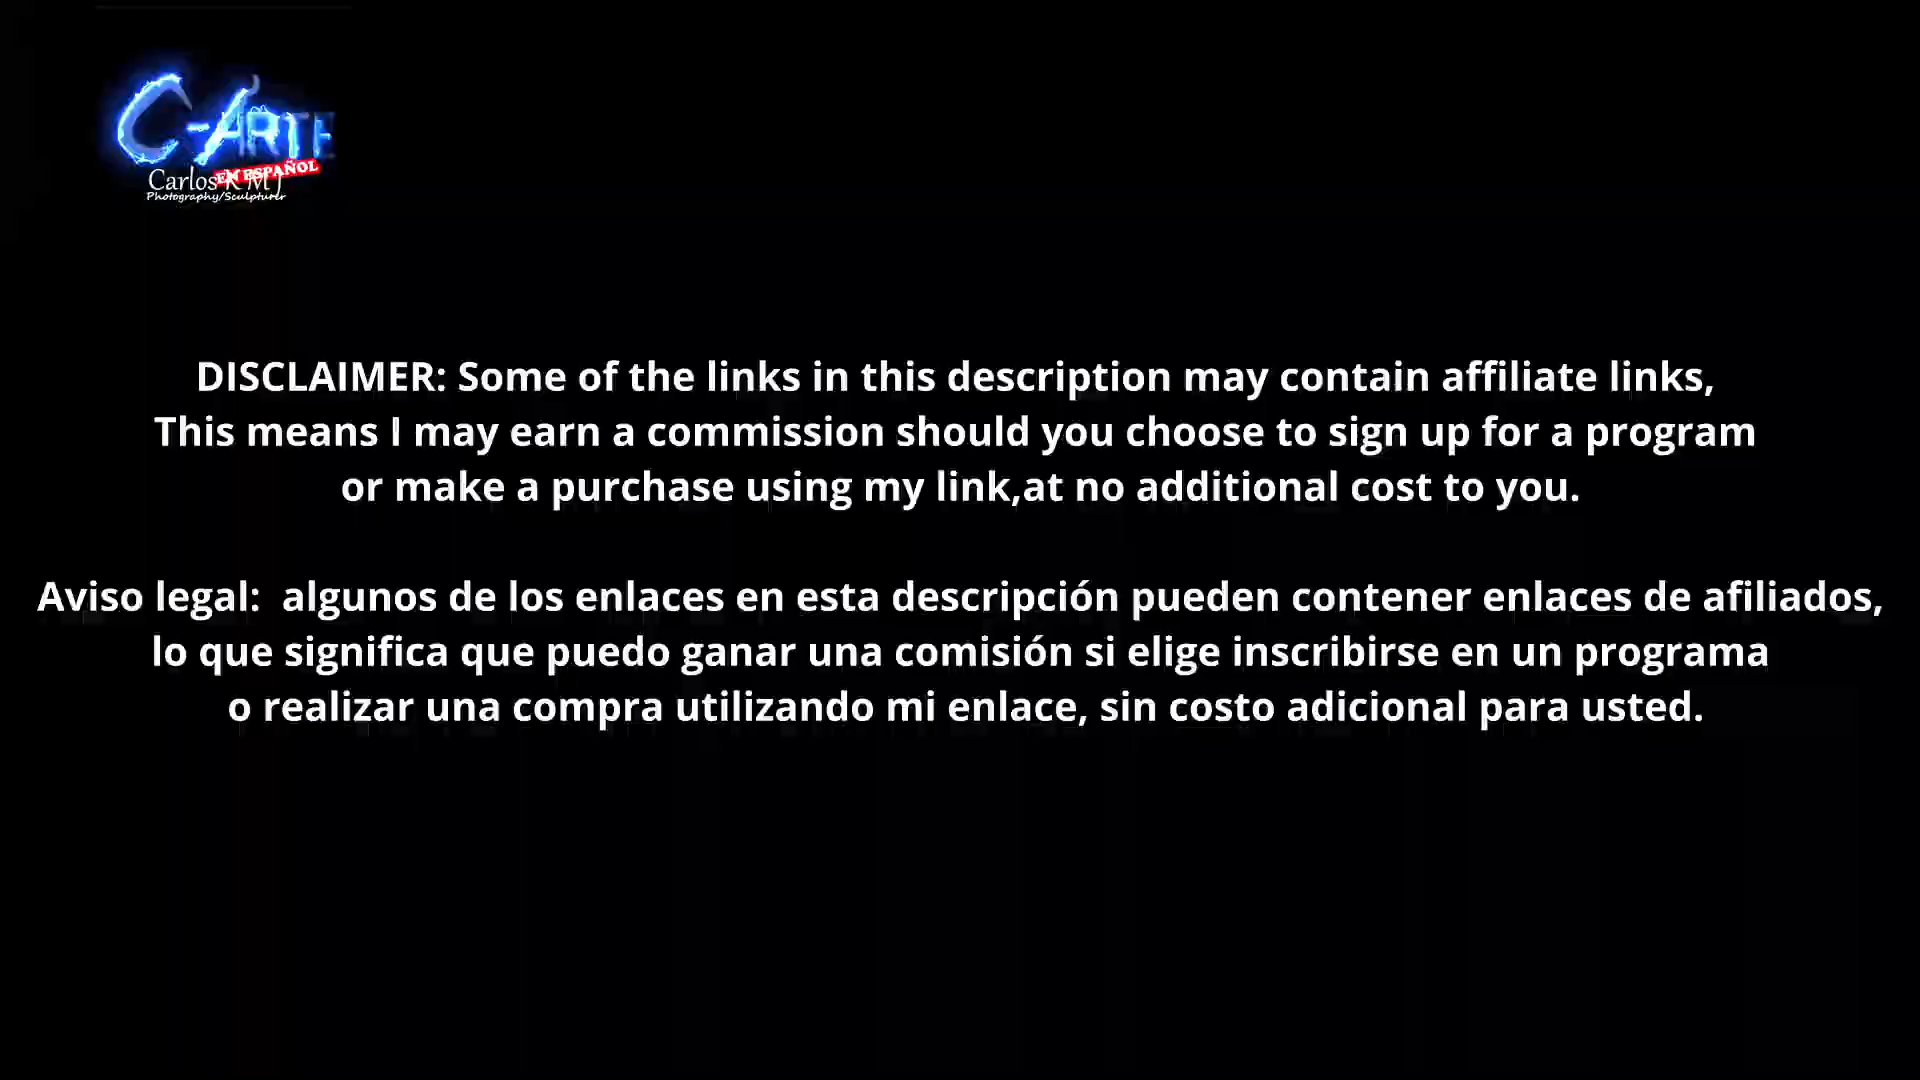 C-ARTE
EN ESPAÑOL
Carlos R M J
Photography/Sculpturer
DISCLAIMER: Some of the links in this description may contain affiliate links,
This means I may earn a commission should you choose to sign up for a program
or make a purchase using my link,at no additional cost to you.
Aviso legal:  algunos de los enlaces en esta descripción pueden contener enlaces de afiliados,
lo que significa que puedo ganar una comisión si elige inscribirse en un programa
o realizar una compra utilizando mi enlace, sin costo adicional para usted.